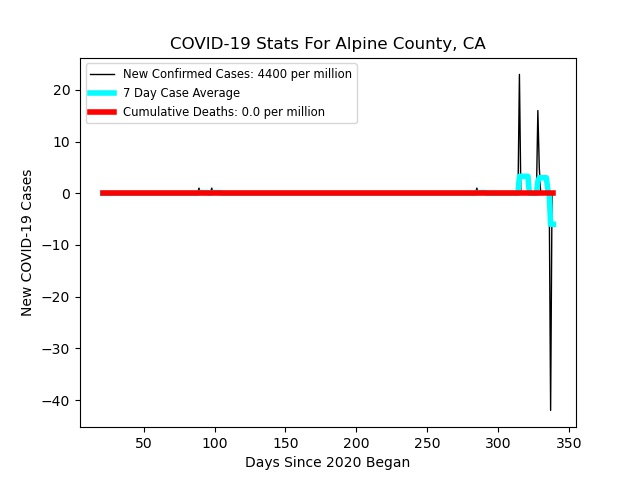 COVID-19 Stats For Alpine County, CA
New Confirmed Cases: 4400 per million
7 Day Case Average
Cumulative Deaths: 0.0 per million
New COVID-19 Cases
20
10
0
−10
−20
−30
−40
50
100
150
200
250
300
350
Days Since 2020 Began